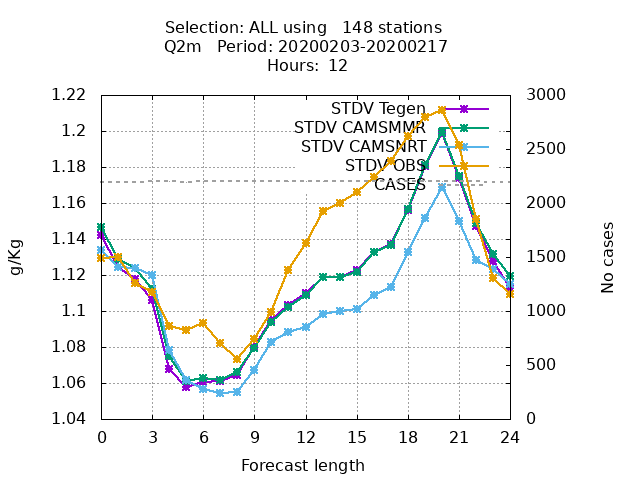 Selection: ALL using   148 stations
Q2m   Period: 20200203-20200217
Hours: 12
STDV Tegen
STDV CAMSMMR
STDV CAMSNRT
STDV OBS
CASES
1.22
1.2
1.18
1.16
1.14
1.12
1.1
1.08
1.06
1.04
g/Kg
3000
2500
2000
1500
1000
500
0
No cases
0 3 6 9 12 15 18 21 24
Forecast length